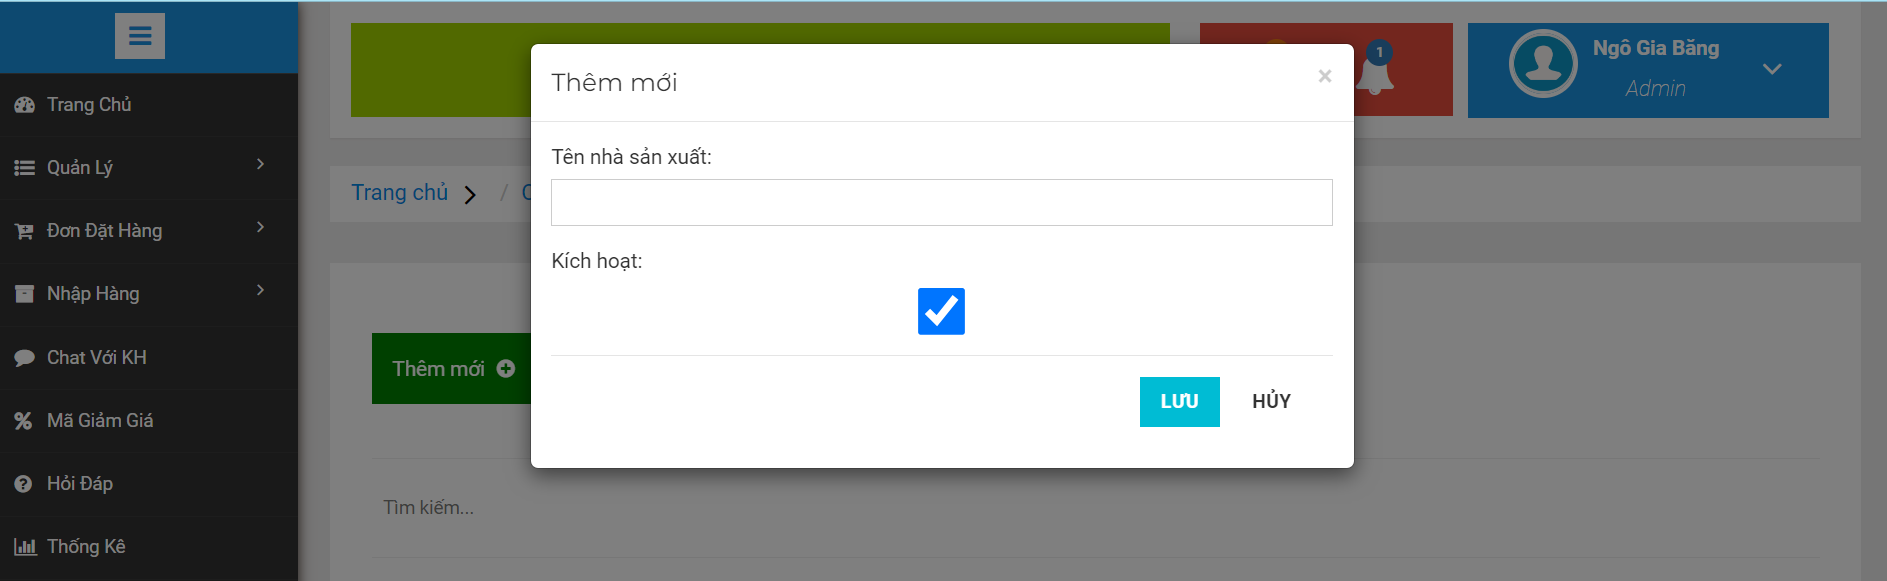 Trang Chủ
Quản Lý
Đơn Đặt Hàng
Nhập Hàng
Chat Với KH
Mã Giảm Giá
Hỏi Đáp
Thống Kê
1
Ngô Gia Băng
Admin
Trang chủ
/
Thêm mới
Tìm kiếm...
Thêm mới
×
Tên nhà sản xuất:
Kích hoạt:
LƯU
HỦY